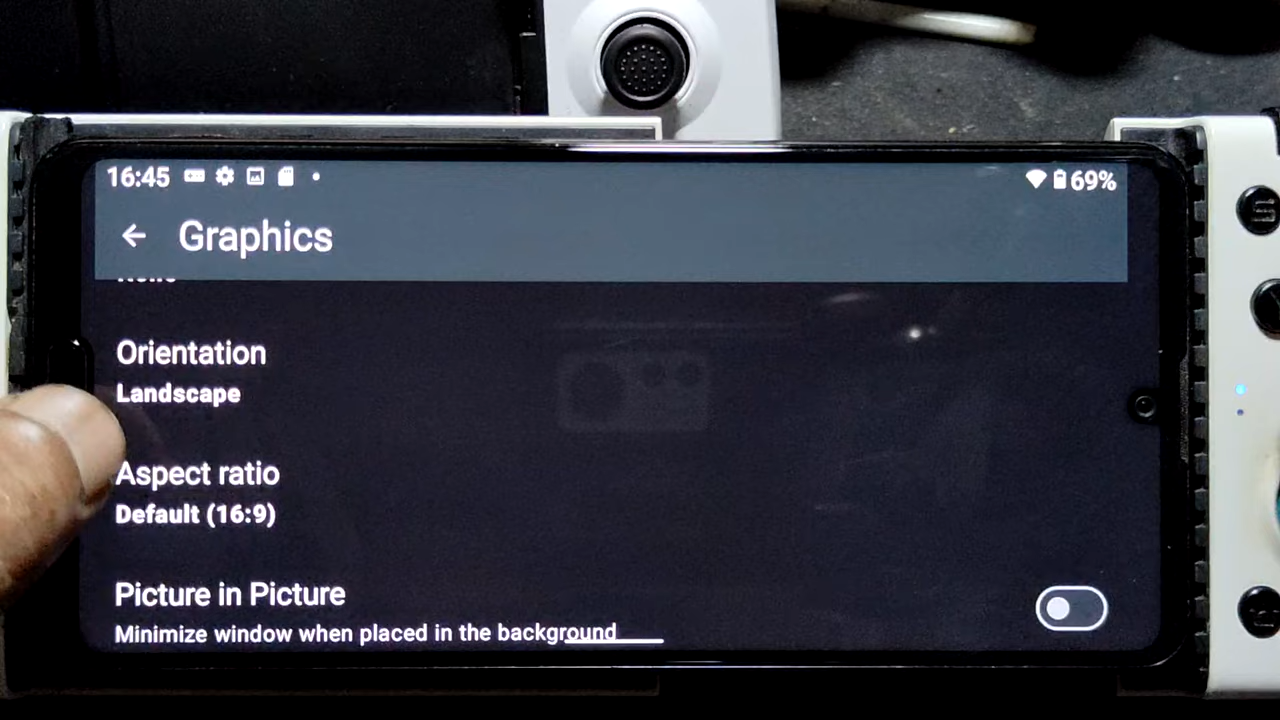 16:45
69%
Graphics
Orientation
Landscape
Aspect ratio
Default (16:9)
Picture in Picture
Minimize window when placed in the background